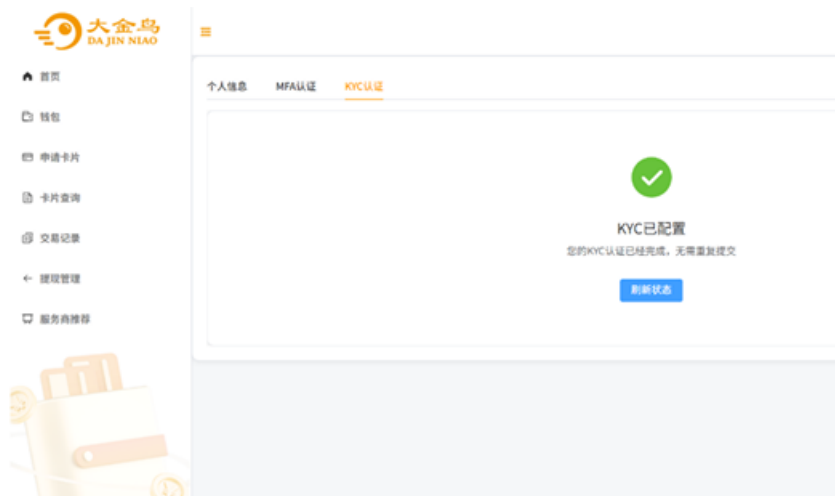 大金鸟
DA JIN NIAO
首页
钱包
申请卡片
卡片查询
交易记录
提现管理
服务商推荐
个人信息 MFA认证 KYC认证
KYC已配置
您的KYC认证已经完成，无需重复提交
刷新状态